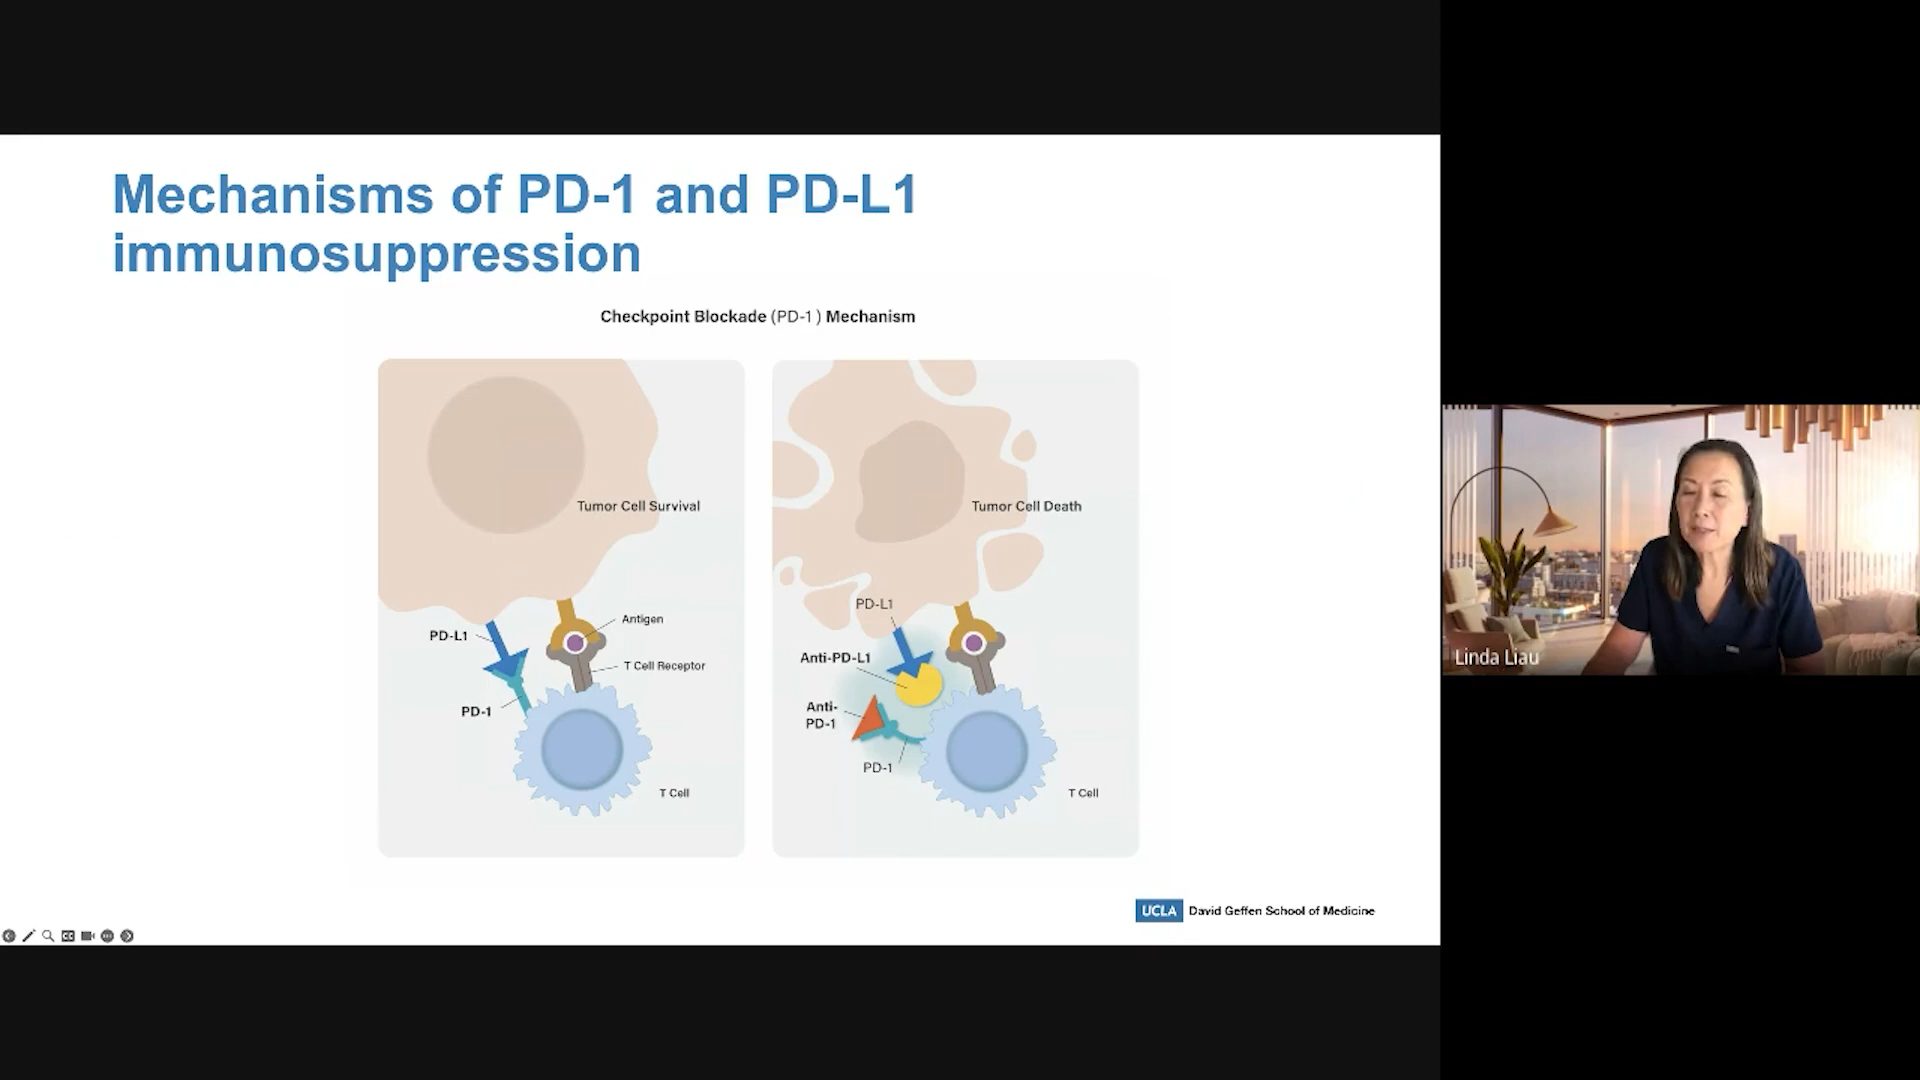 Mechanisms of PD-1 and PD-L1
immunosuppression
Checkpoint Blockade (PD-1) Mechanism
Tumor Cell Survival
PD-L1
Antigen
T Cell Receptor
PD-1
T Cell
Tumor Cell Death
PD-L1
Anti-PD-L1
Anti-
PD-1
PD-1
T Cell
UCLA David Geffen School of Medicine
Linda Liau